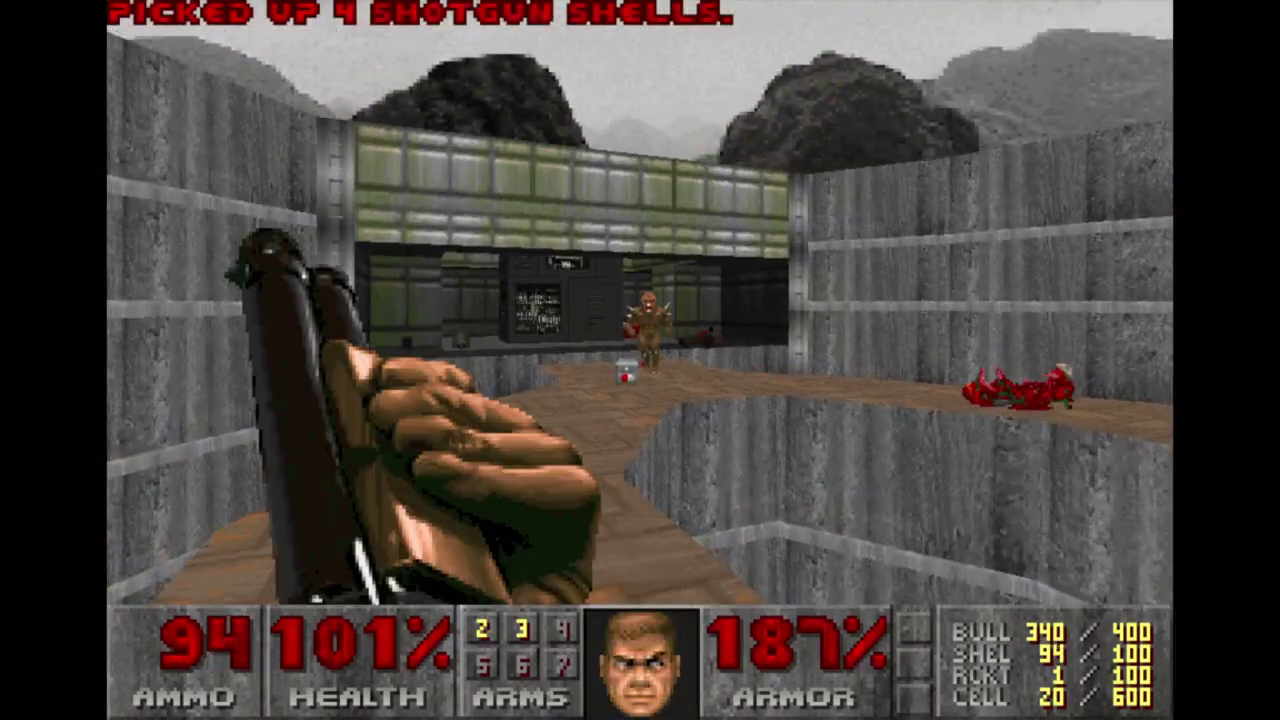 PICKED UP 4 SHOTGUN SHELLS.
94 101% 2 3 4 187% BULL 340 / 400
5 6 7 SHEL 94 / 100
RCKT 1 / 100
AMMO HEALTH ARMS ARMOR CELL 20 / 600